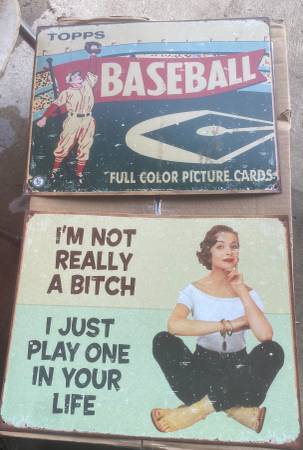 TOPPS
BASEBALL
FULL COLOR PICTURE CARDS
I'M NOT
REALLY
A BITCH
I JUST
PLAY ONE
IN YOUR
LIFE